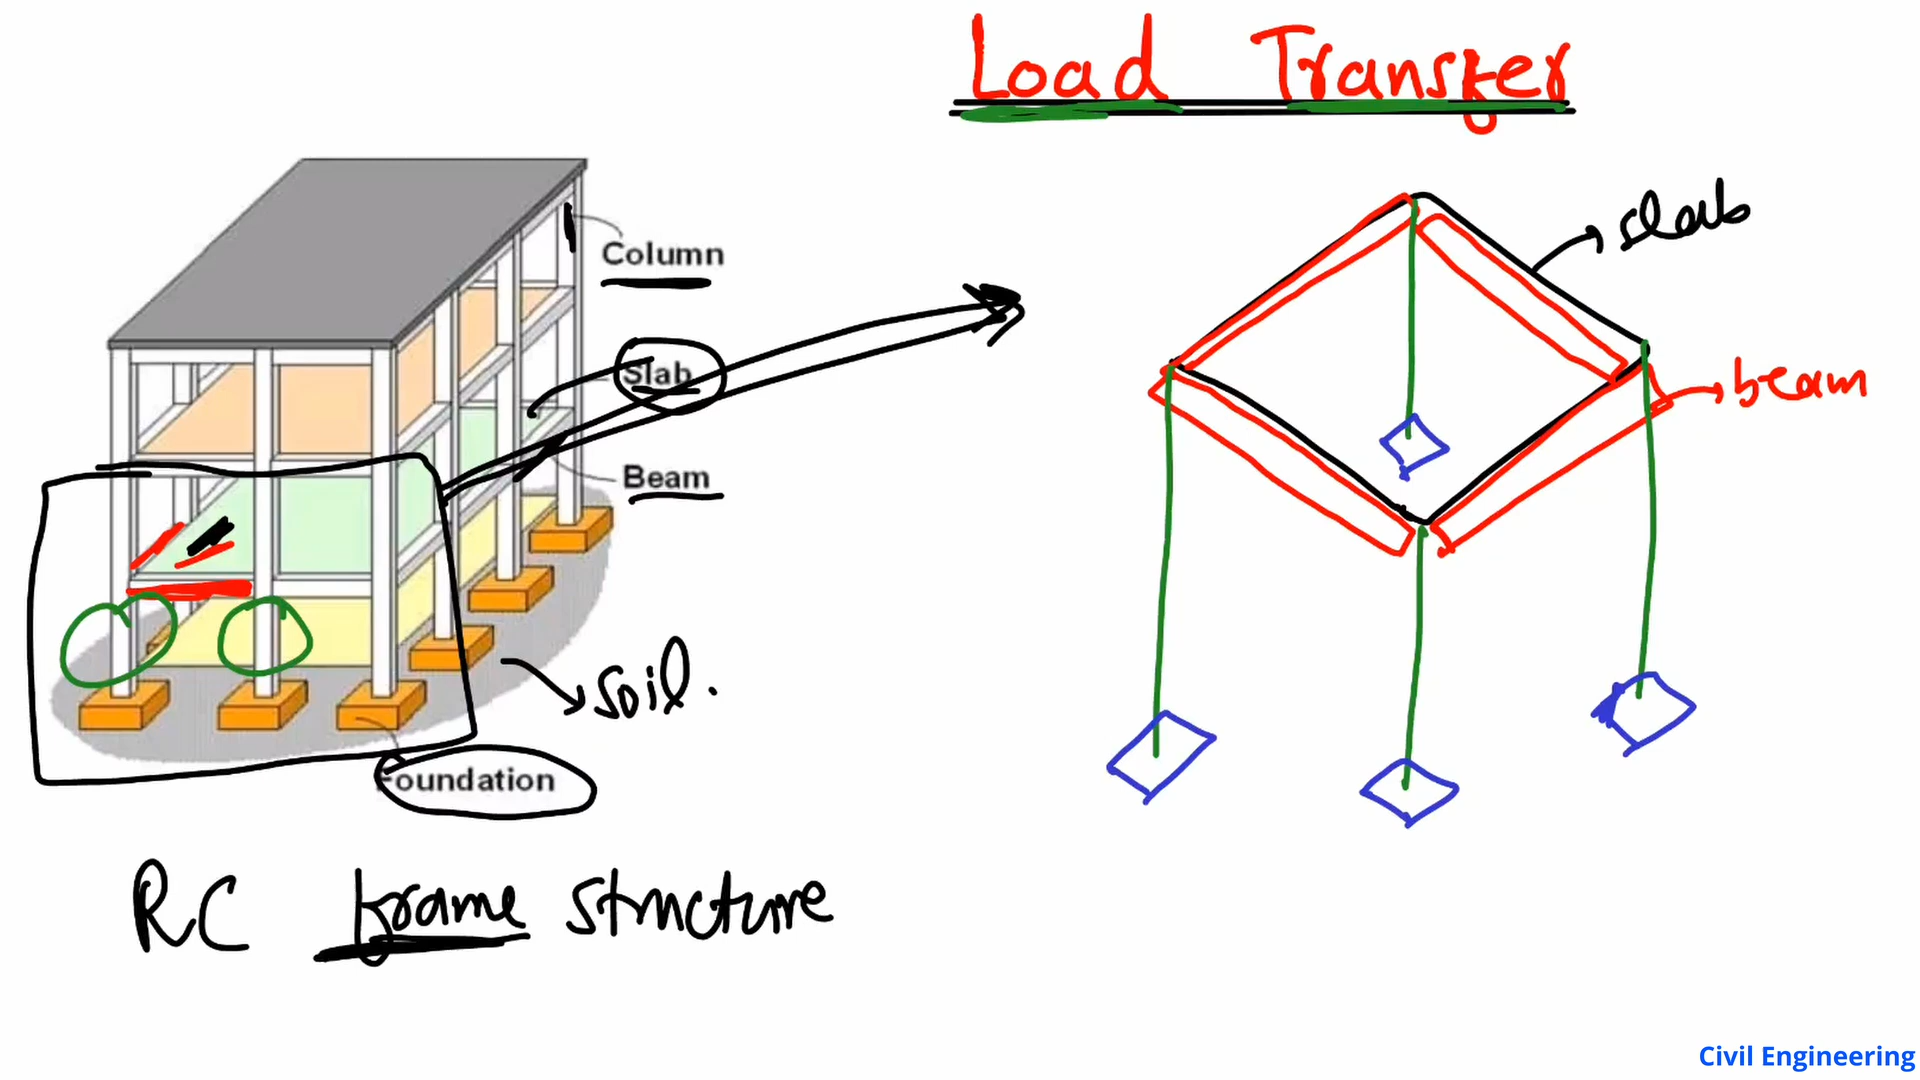 Load Transfer
slab
Column
Slab
beam
Beam
soil.
Foundation
RC frame structure
Civil Engineering